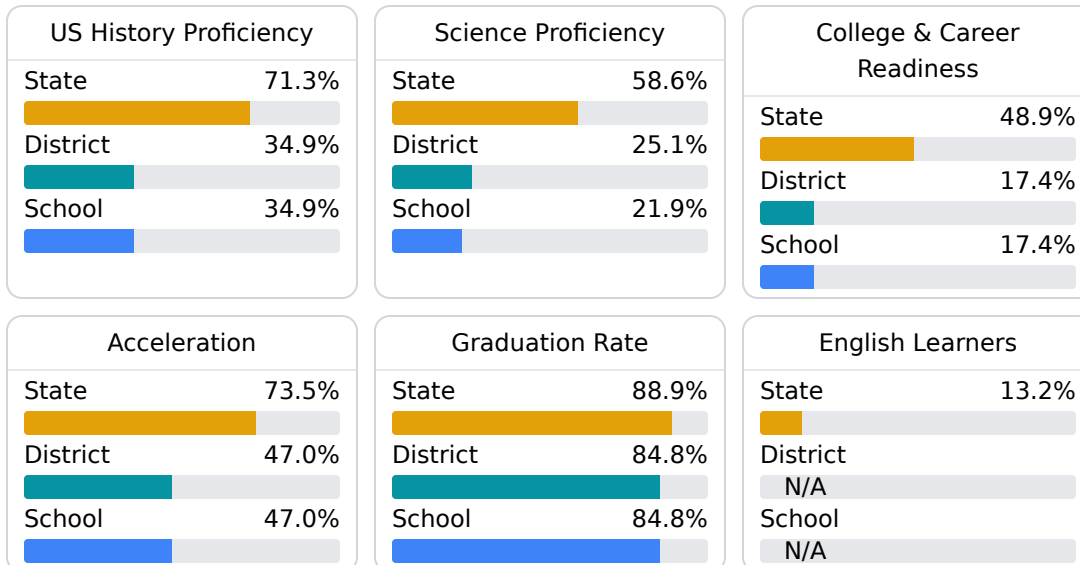 US History Proficiency
State 71.3%
District 34.9%
School 34.9%
Science Proficiency
State 58.6%
District 25.1%
School 21.9%
College & Career
Readiness
State 48.9%
District 17.4%
School 17.4%
Acceleration
State 73.5%
District 47.0%
School 47.0%
Graduation Rate
State 88.9%
District 84.8%
School 84.8%
English Learners
State 13.2%
District
N/A
School
N/A